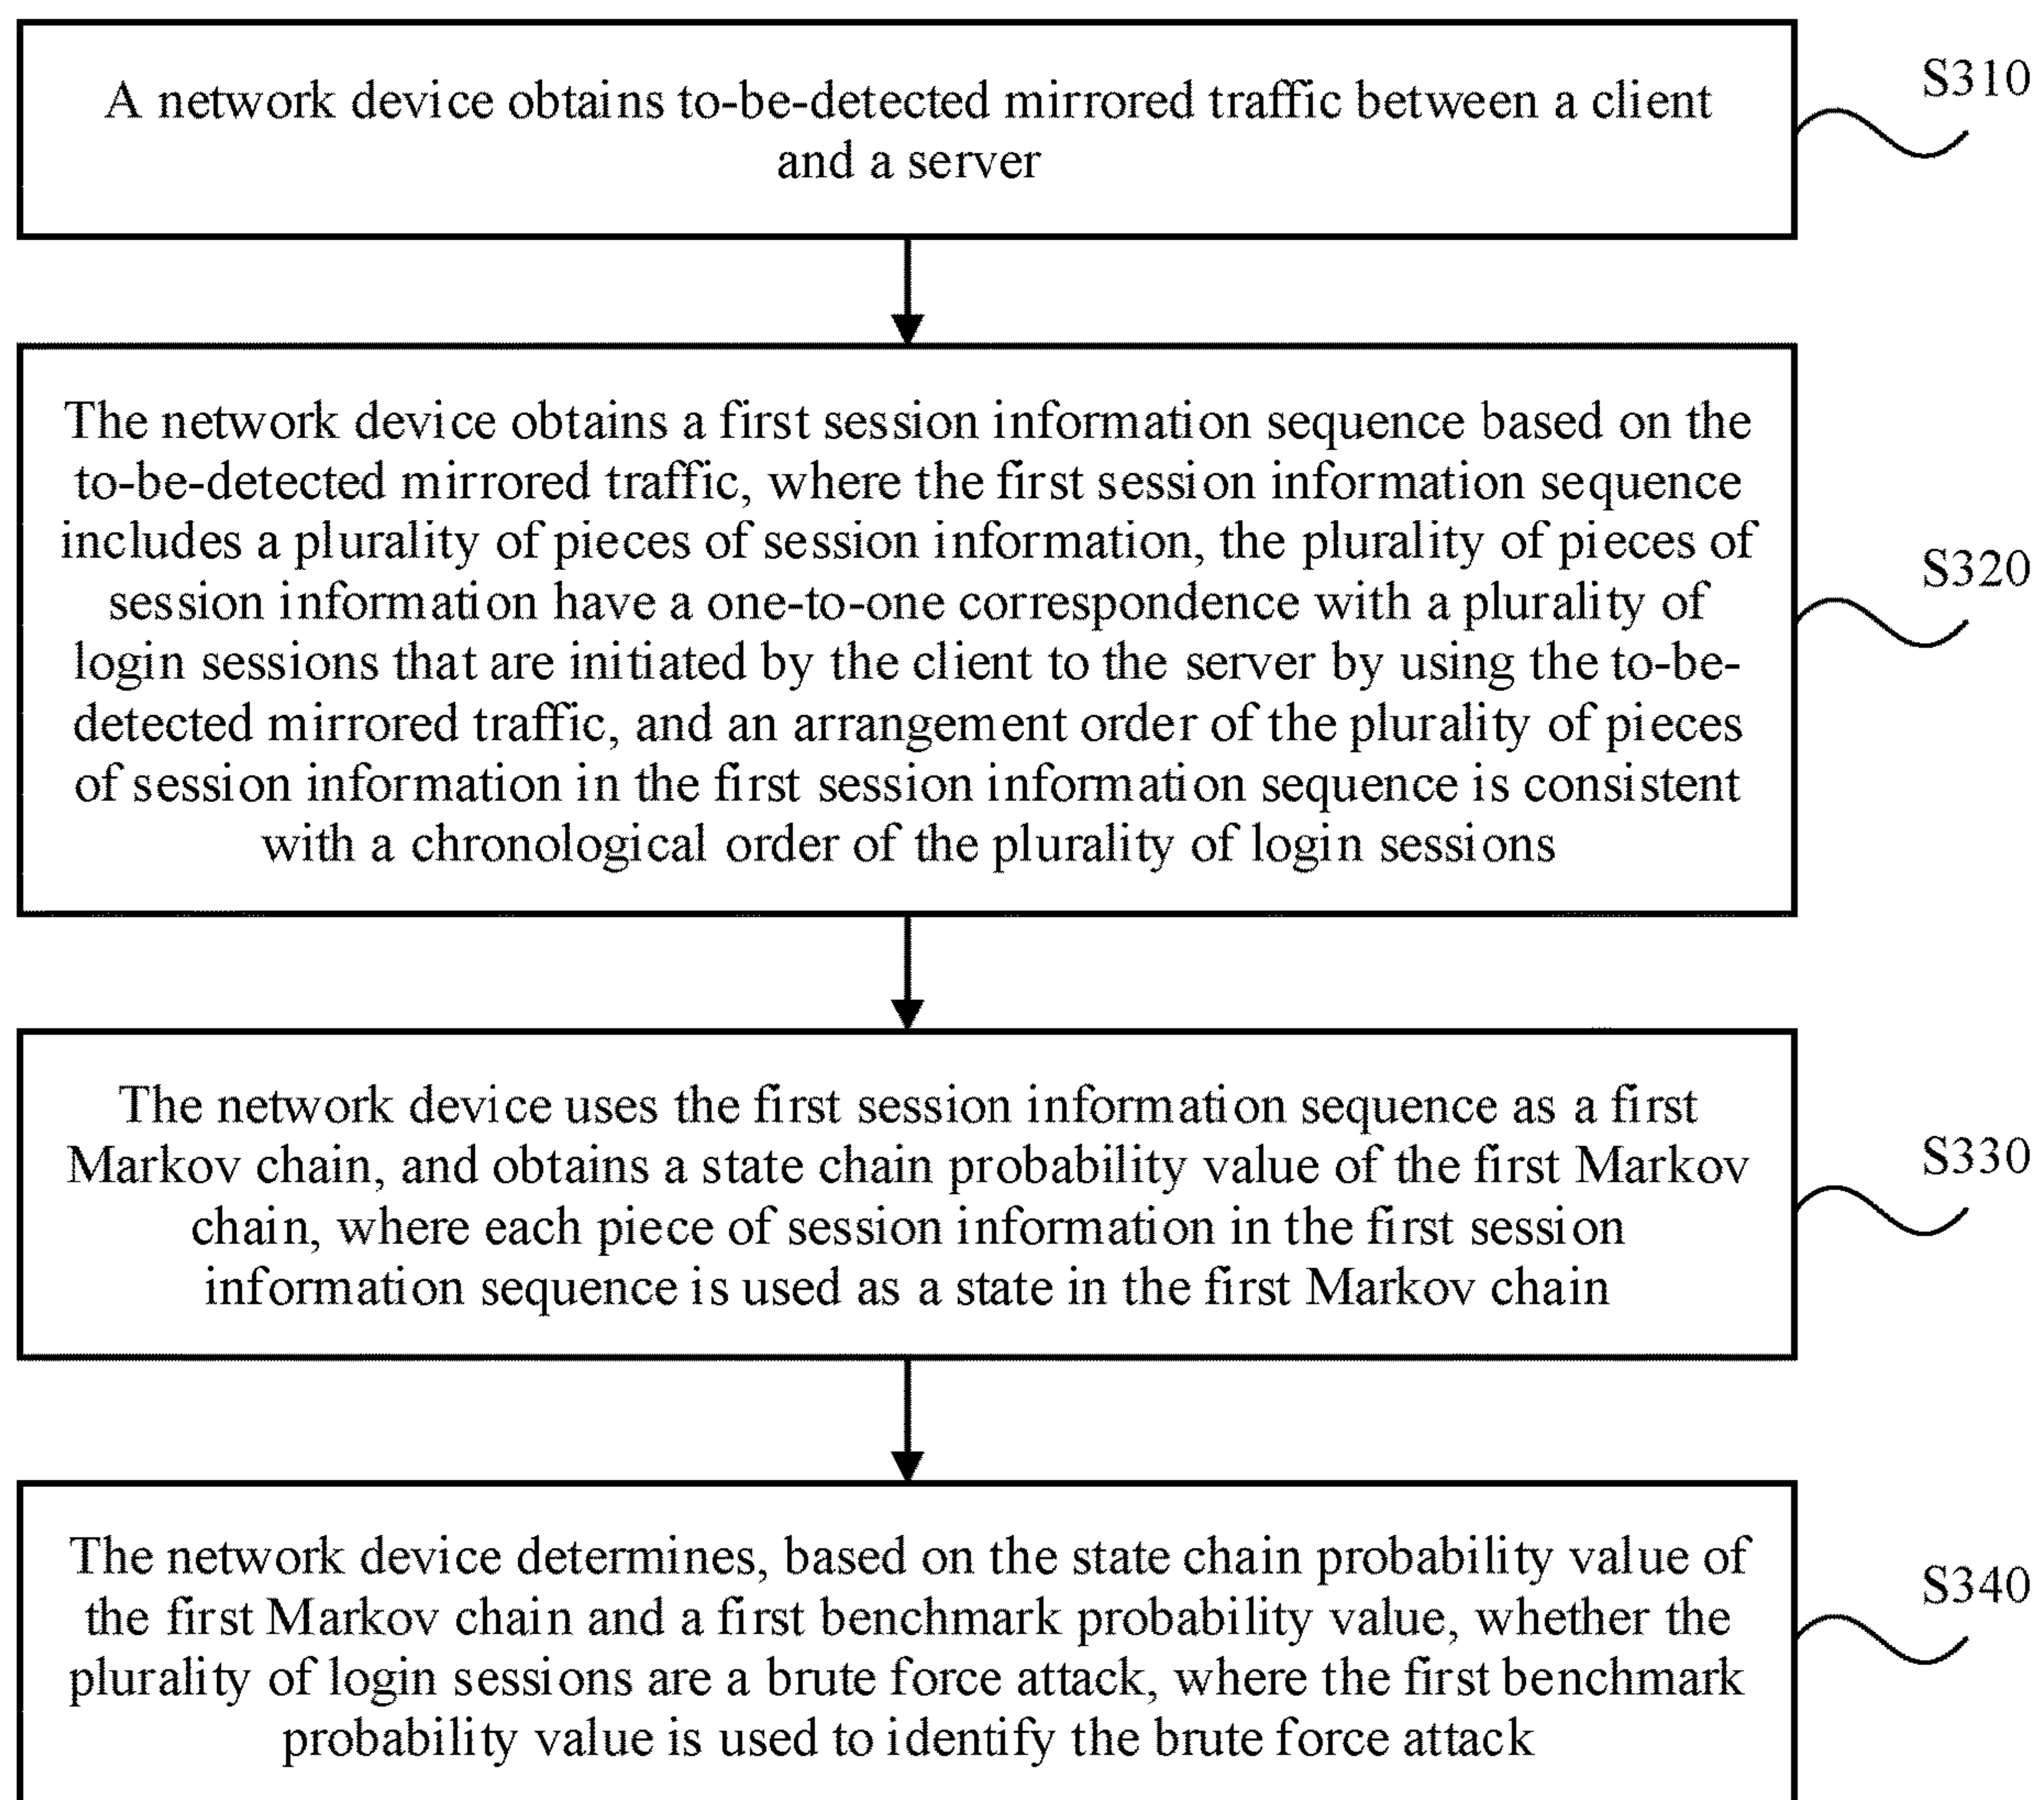 A network device obtains to-be-detected mirrored traffic between a client
and a server
S310
The network device obtains a first session information sequence based on the
to-be-detected mirrored traffic, where the first session information sequence
includes a plurality of pieces of session information, the plurality of pieces of
session information have a one-to-one correspondence with a plurality of
login sessions that are initiated by the client to the server by using the to-be-
detected mirrored traffic, and an arrangement order of the plurality of pieces
of session information in the first session information sequence is consistent
with a chronological order of the plurality of login sessions
S320
The network device uses the first session information sequence as a first
Markov chain, and obtains a state chain probability value of the first Markov
chain, where each piece of session information in the first session
information sequence is used as a state in the first Markov chain
S330
The network device determines, based on the state chain probability value of
the first Markov chain and a first benchmark probability value, whether the
plurality of login sessions are a brute force attack, where the first benchmark
probability value is used to identify the brute force attack
S340